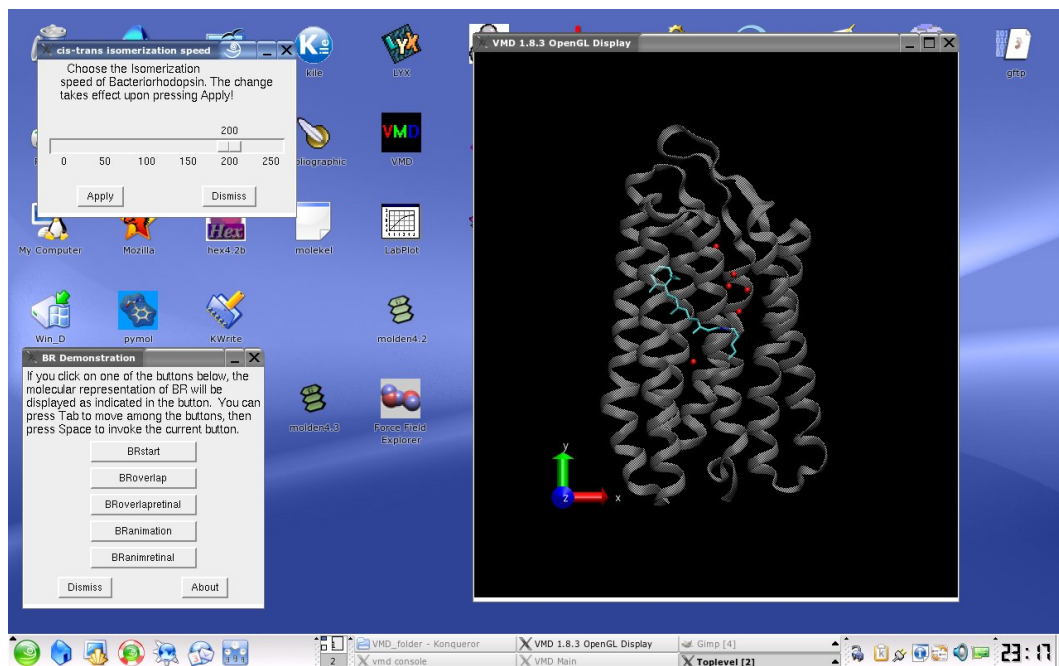 cis-trans isomerization speed
Choose the Isomerization
speed of Bacteriorhodopsin. The change
takes effect upon pressing Apply!
200
0 50 100 150 200 250
Apply Dismiss
kile
LYX
VMD 1.8.3 OpenGL Display
gftp
bliographic
VMD
VMD
My Computer
Mozilla
Hex
hex4.2b
molekel
LabPlot
Win_D
pymol
KWrite
molden4.2
molden4.3
Force Field
Explorer
BR Demonstration
If you click on one of the buttons below, the
molecular representation of BR will be
displayed as indicated in the button. You can
press Tab to move among the buttons, then
press Space to invoke the current button.
BRstart
BRoverlap
BRoverlapretinal
BRanimation
BRanimretinal
Dismiss About
y
z x
VMD_folder - Konqueror
VMD 1.8.3 OpenGL Display
Gimp [4]
2
vmd console
VMD Main
Toplevel [2]
23:17